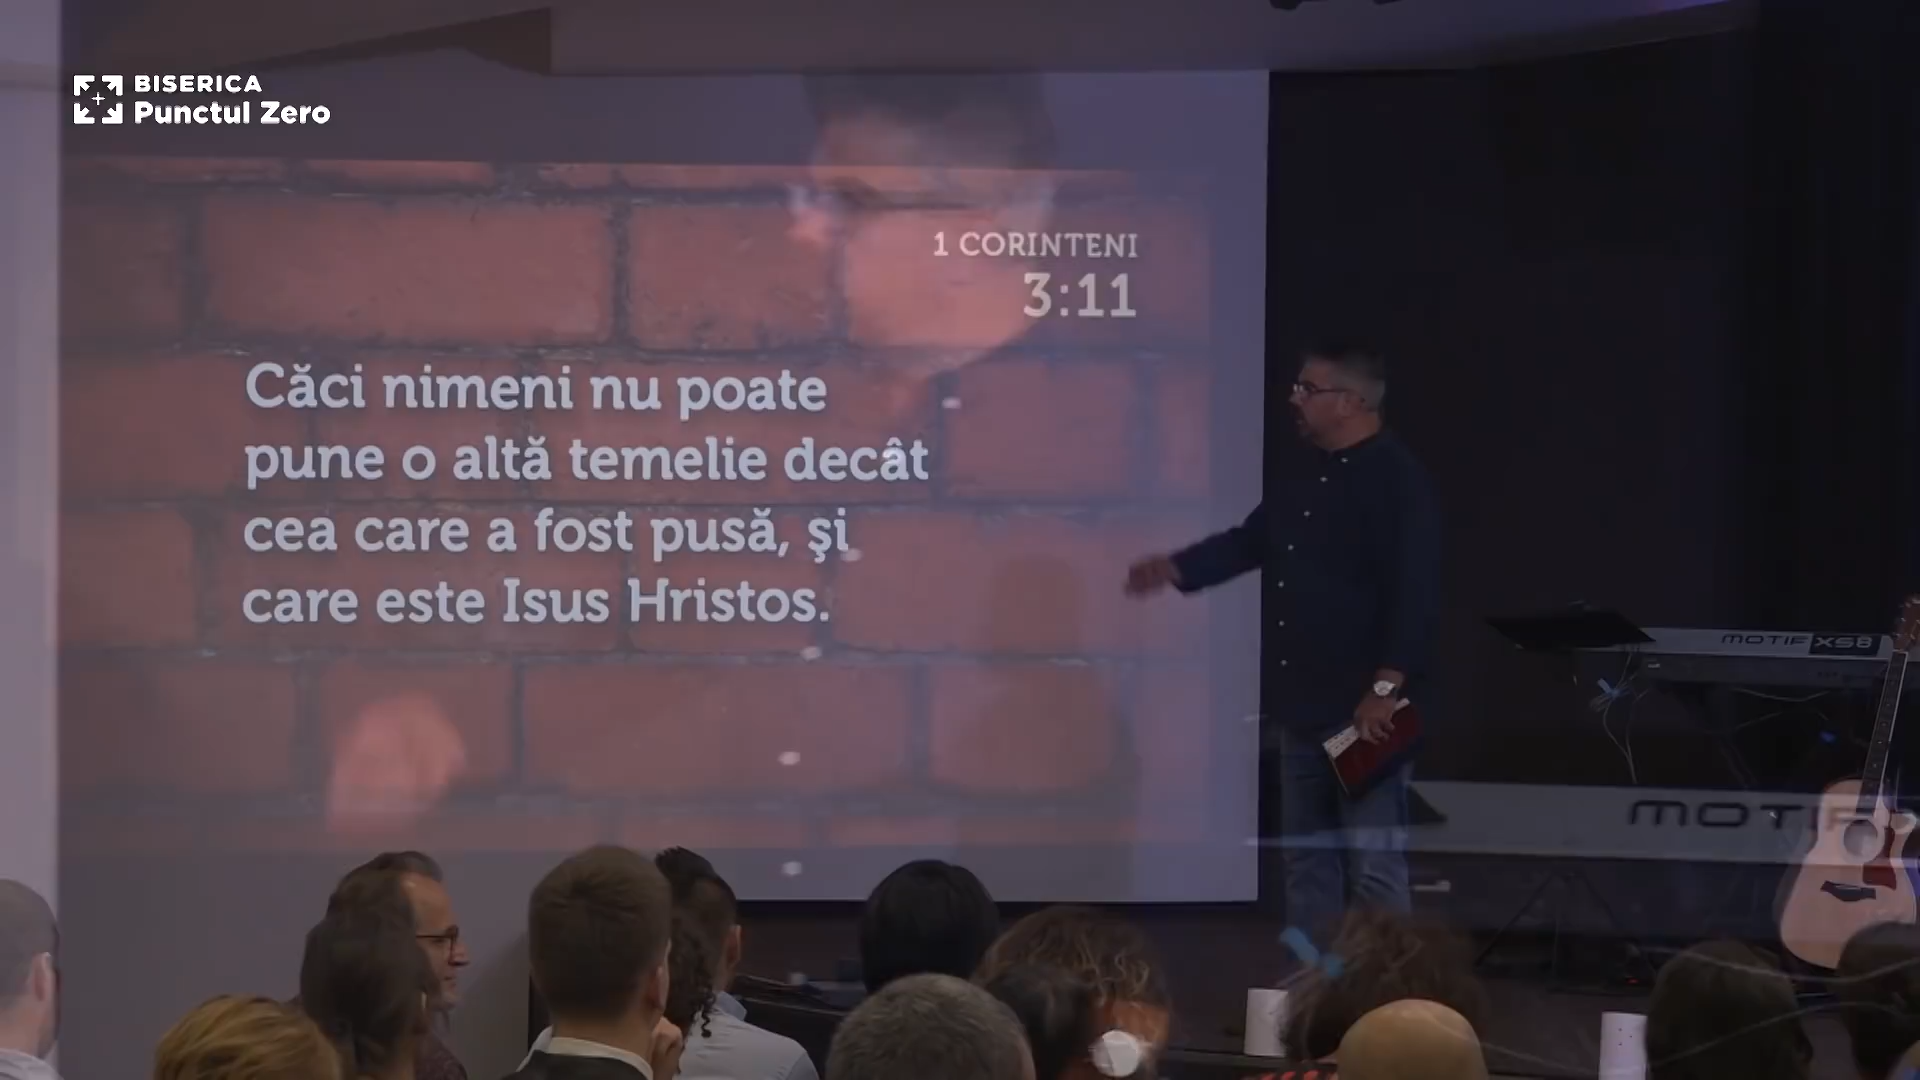 BISERICA
Punctul Zero
1 CORINTENI
3:11
Căci nimeni nu poate
pune o altă temelie decât
cea care a fost pusă, şi
care este Isus Hristos.
MOTIF XS8
MOTIF